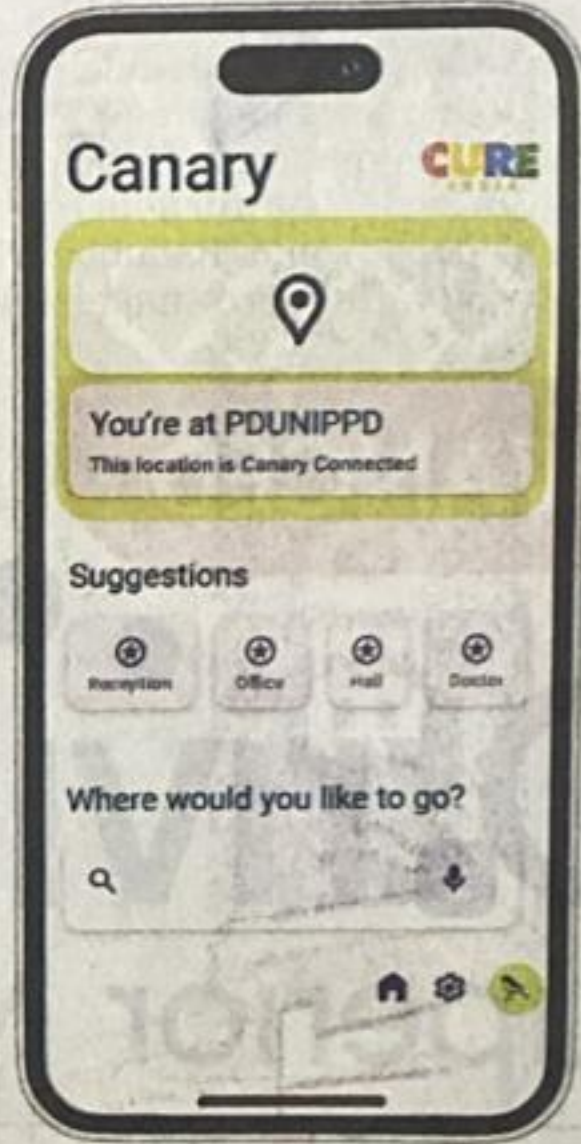 Canary
CURE
INDIA
You're at PDUNIPPD
This location is Canary Connected
Suggestions
Reception Office Hall Doctor
Where would you like to go?